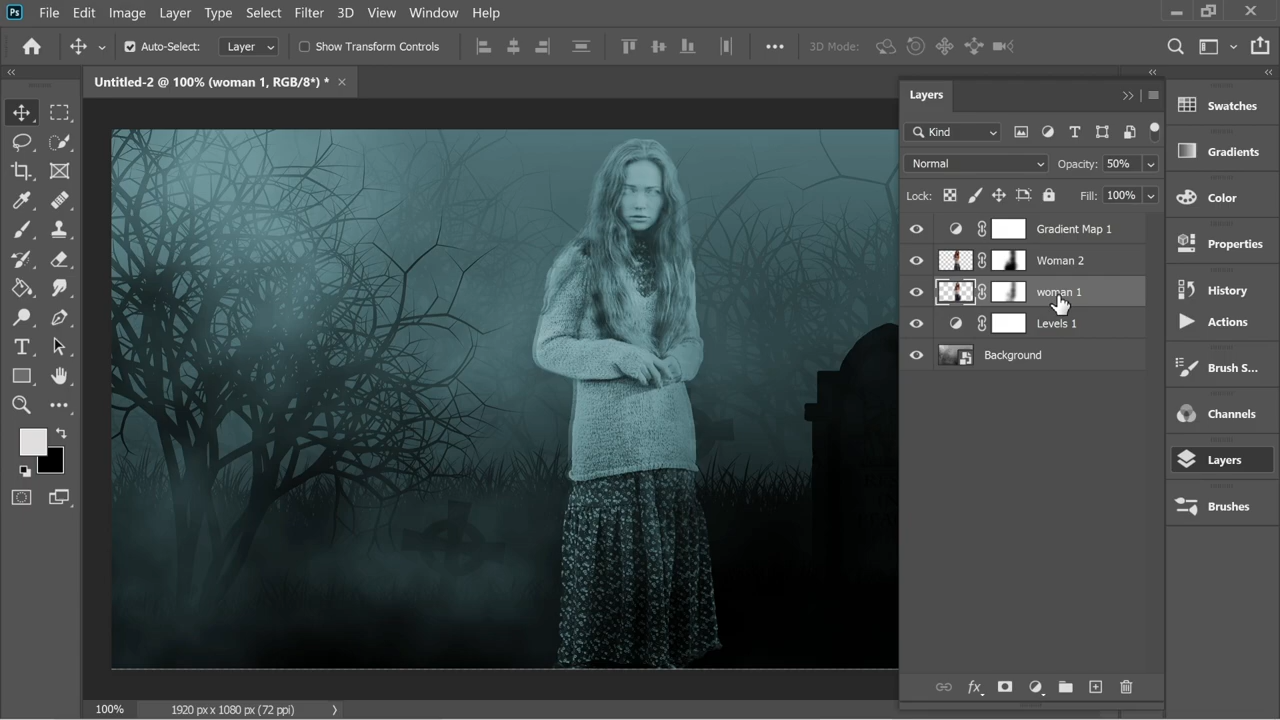 Ps File Edit Image Layer Type Select Filter 3D View Window Help
Auto-Select: Layer Show Transform Controls 3D Mode:
Untitled-2 @ 100% (woman 1, RGB/8*) *
Layers
Kind
Normal Opacity: 50%
Lock: Fill: 100%
Gradient Map 1
Woman 2
woman 1
Levels 1
Background
fx
Swatches
Gradients
Color
Properties
History
Actions
Brush S...
Channels
Layers
Brushes
100% 1920 px x 1080 px (72 ppi)